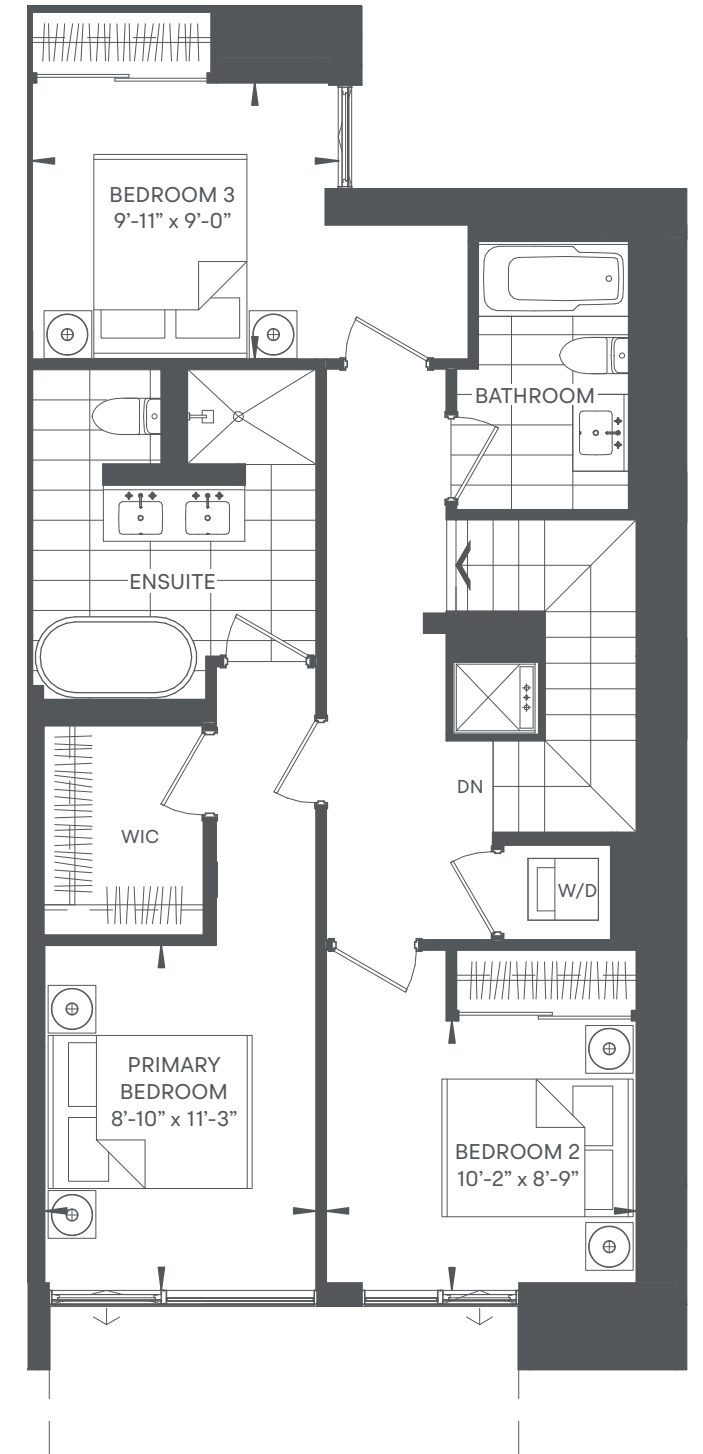 BEDROOM 3
9’-11” x 9’-0”
BATHROOM
ENSUITE
DN
WIC
W/D
PRIMARY
BEDROOM
8’-10” x 11’-3”
BEDROOM 2
10’-2” x 8’-9”